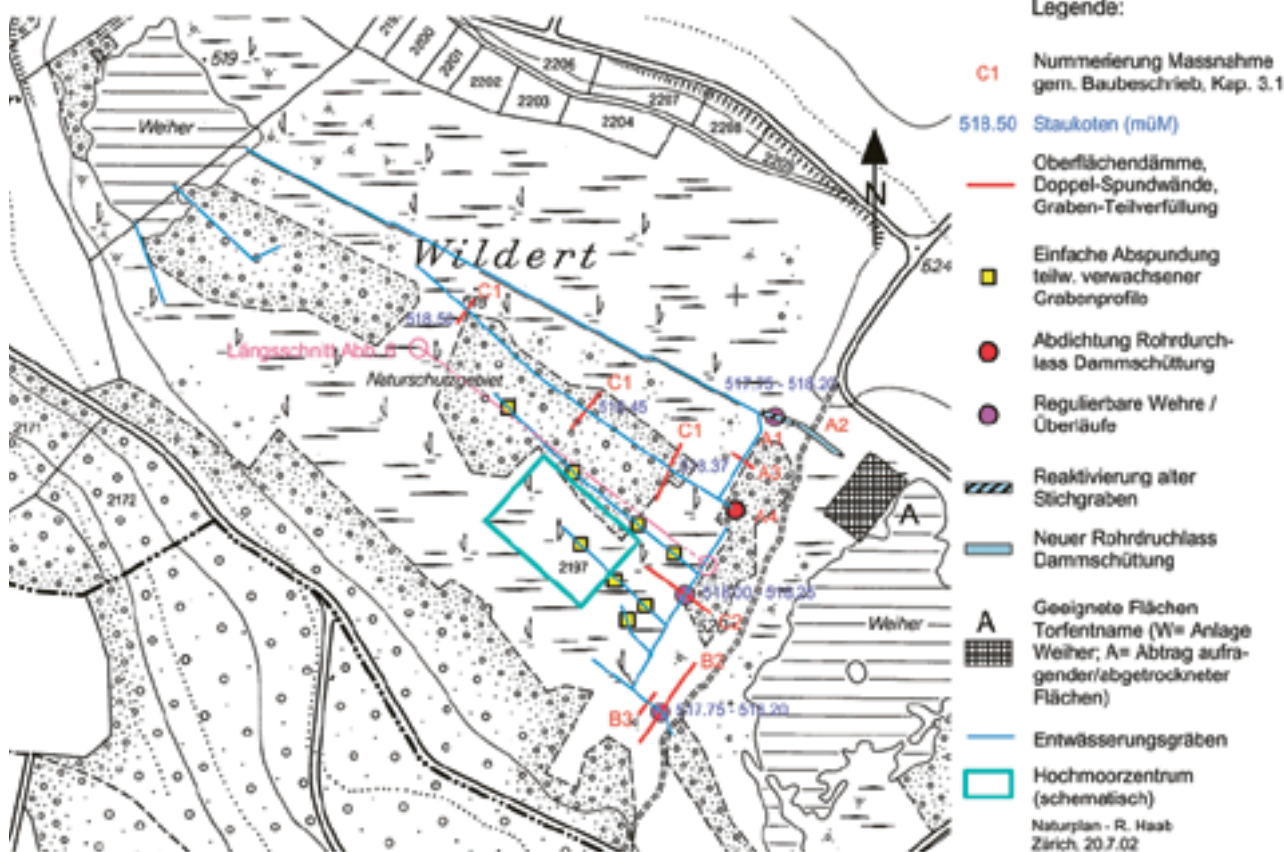 Legende:
C1
Nummerierung Massnahme
gem. Baubeschrieb, Kap. 3.1
518.50
Staukoten (müM)
Oberflächendämme,
Doppel-Spundwände,
Graben-Teilverfüllung
Einfache Abspundung
teilw. verwachsener
Grabenprofile
Abdichtung Rohrdurch-
lass Dammschüttung
Regulierbare Wehre /
Überläufe
Reaktivierung alter
Stichgraben
Neuer Rohrdruchlass
Dammschüttung
A
Geeignete Flächen
Torfentname (W= Anlage
Weiher; A= Abtrag aufra-
gender/abgetrockneter
Flächen)
Entwässerungsgräben
Hochmoorzentrum
(schematisch)
Naturplan - R. Haab
Zürich, 20.7.02
519
2200
2201
2202
2203
2204
2206
2207
2208
2209
Weiher
N
524
Wildert
C1
Längsschnitt Abb.
Naturschutzgebiet
C1
518.45
C1
518.37
517.75 - 518.20
A1
A2
A3
A4
A
2171
2172
2197
518.00 - 518.25
C2
Weiher
B2
B3
517.75 - 518.20